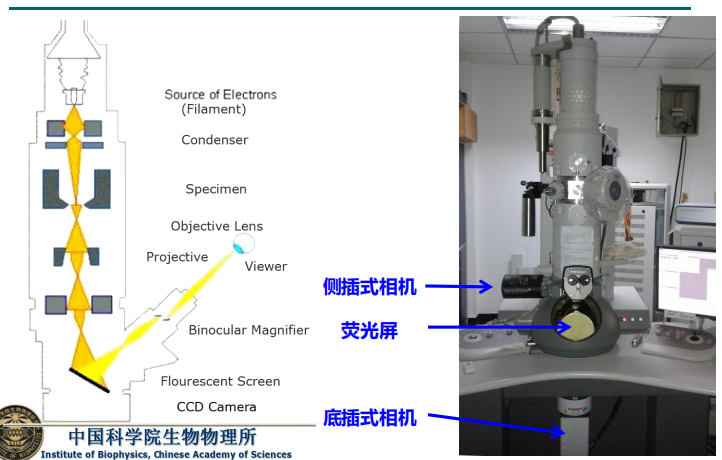 Source of Electrons
(Filament)
Condenser
Specimen
Objective Lens
Projective
Viewer
Binocular Magnifier
Flourescent Screen
CCD Camera
侧插式相机
荧光屏
底插式相机
中国科学院生物物理所
Institute of Biophysics, Chinese Academy of Sciences